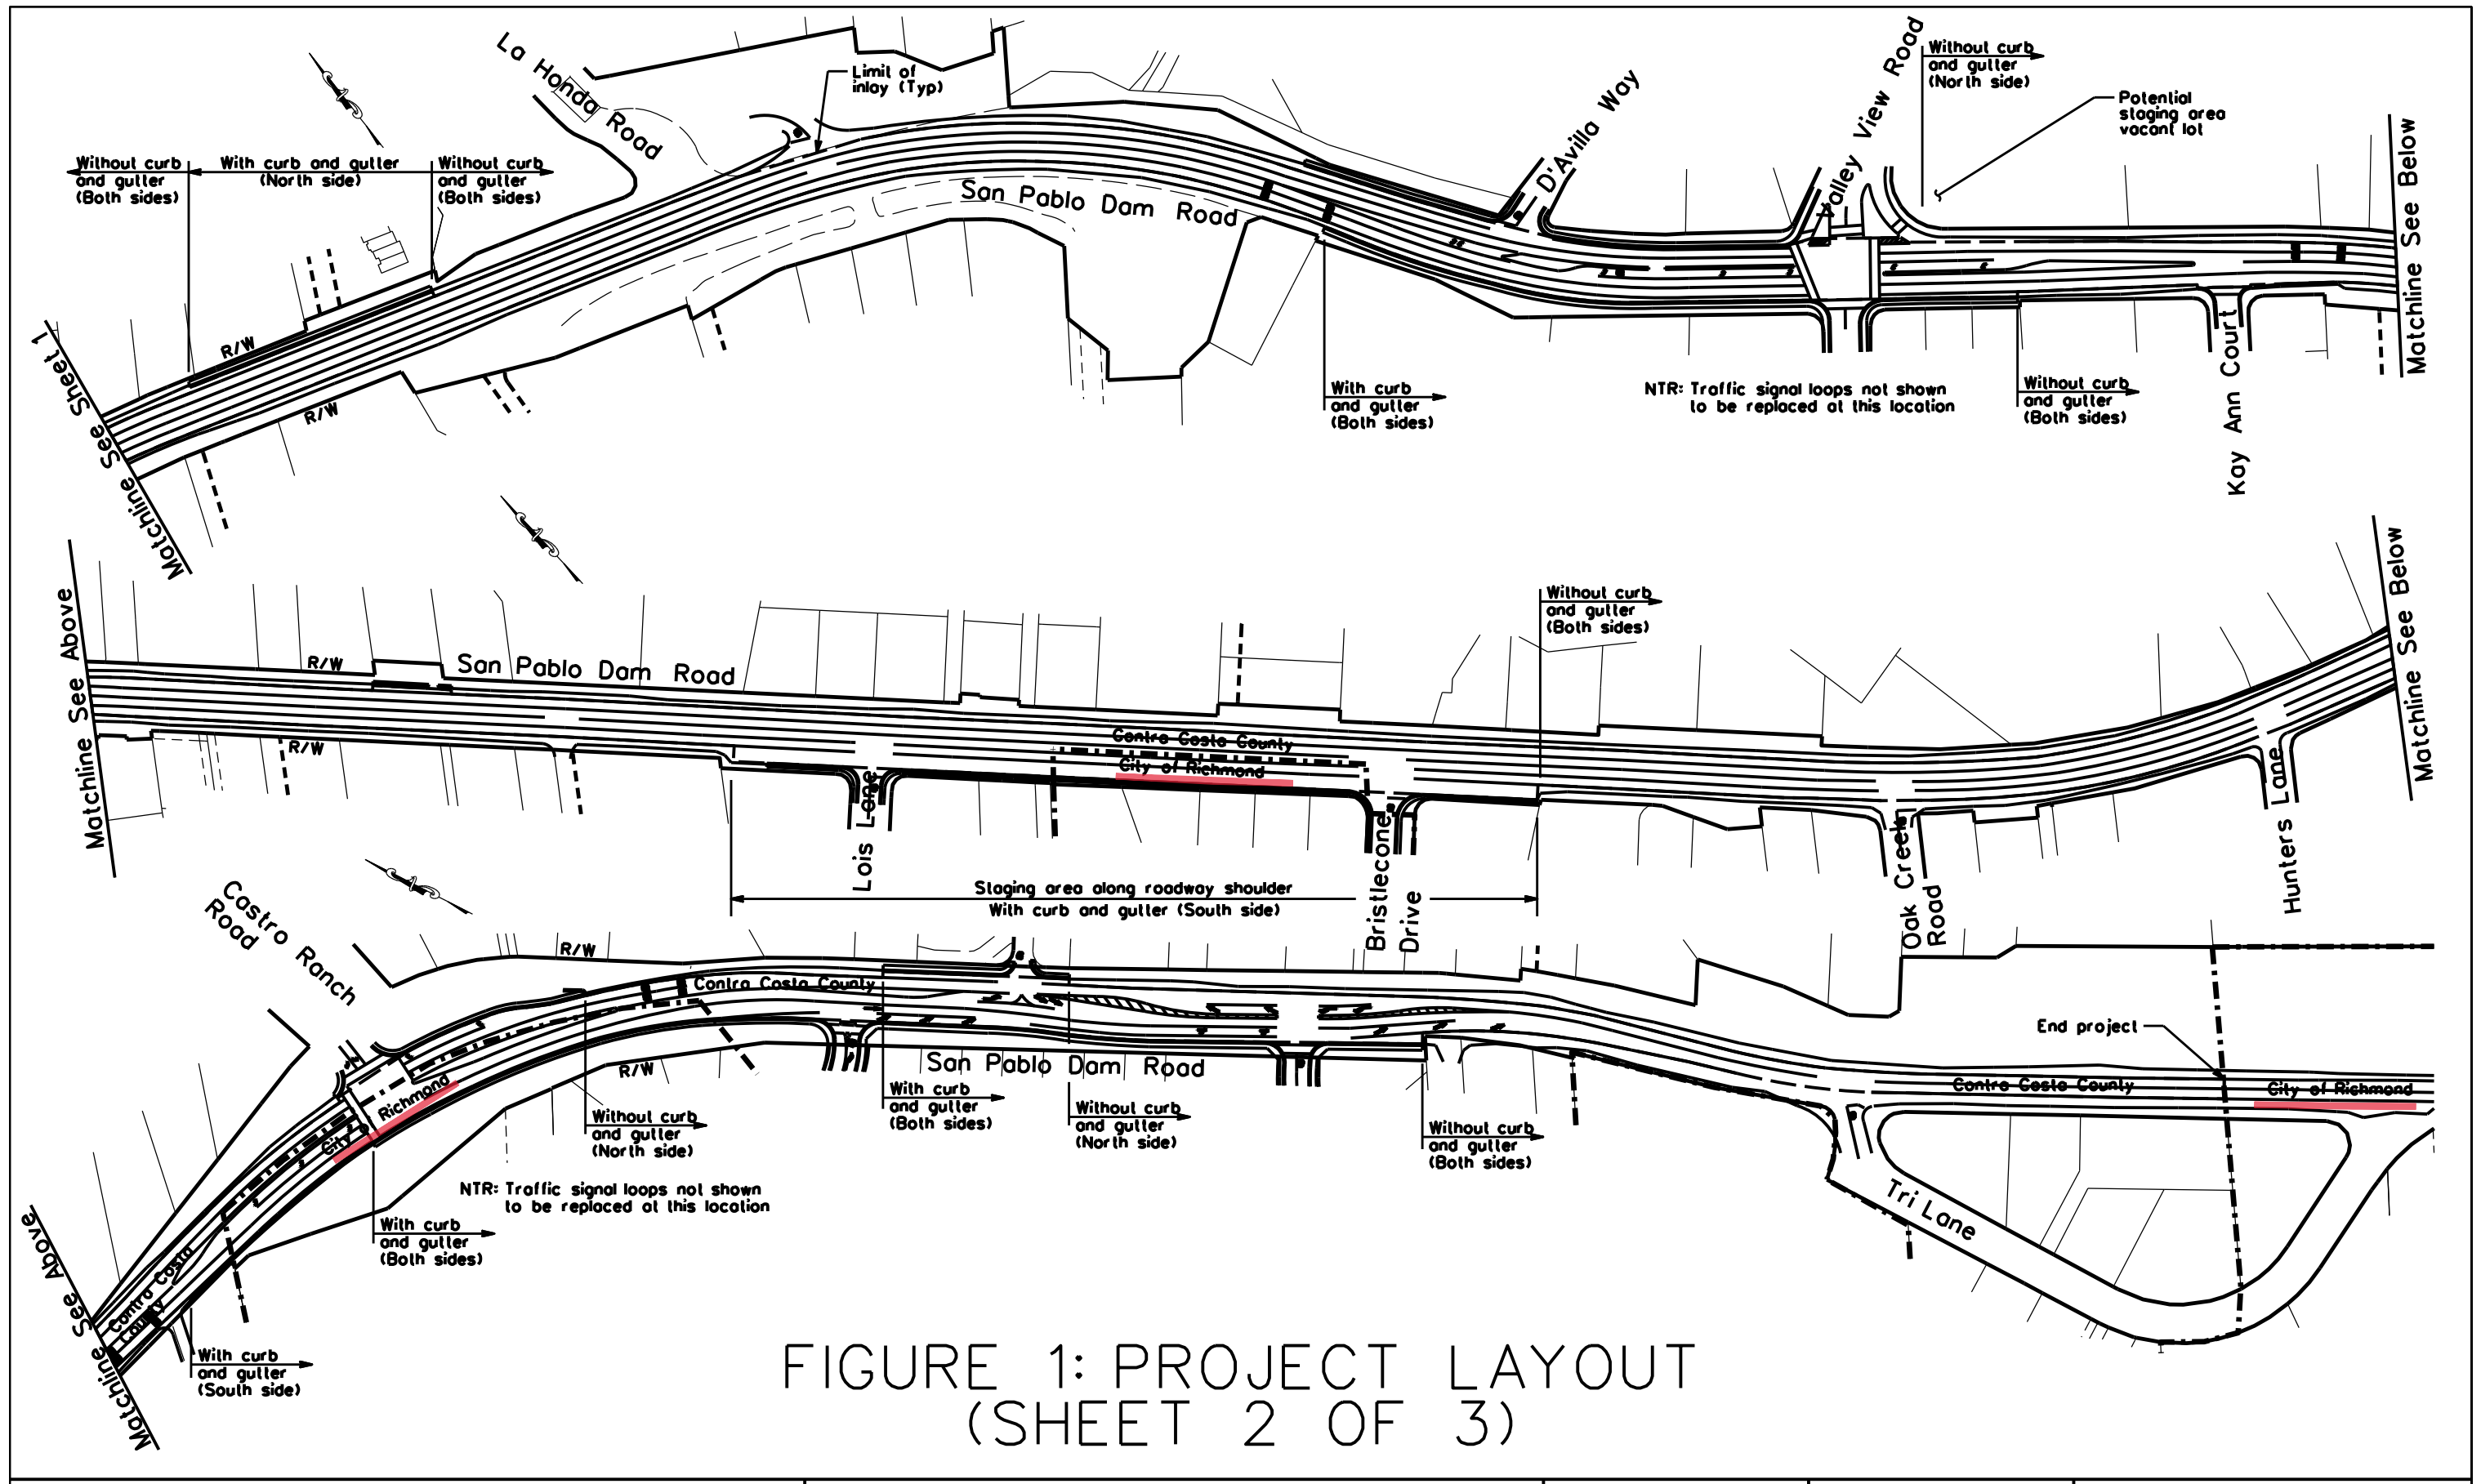 La Honda Road
Limit of
inlay (Typ)
D'Avilla Way
Valley View Road
Without curb
and gutter
(North side)
Potential
staging area
vacant lot
Matchline See Below
Without curb
and gutter
(Both sides)
With curb and gutter
(North side)
Without curb
and gutter
(Both sides)
San Pablo Dam Road
R/W
R/W
Matchline See Sheet 1
With curb
and gutter
(Both sides)
NTR: Traffic signal loops not shown
to be replaced at this location
Without curb
and gutter
(Both sides)
Kay Ann Court
Matchline See Above
R/W
San Pablo Dam Road
R/W
Without curb
and gutter
(Both sides)
Contra Costa County
City of Richmond
Matchline See Below
Lois Lane
Staging area along roadway shoulder
With curb and gutter (South side)
Bristlecone
Drive
Oak Creek
Road
Hunters Lane
Castro Ranch
Road
R/W
Contra Costa County
City Richmond
R/W
San Pablo Dam Road
End project
Contra Costa County
City of Richmond
Without curb
and gutter
(North side)
With curb
and gutter
(Both sides)
Without curb
and gutter
(North side)
Without curb
and gutter
(Both sides)
NTR: Traffic signal loops not shown
to be replaced at this location
Tri Lane
With curb
and gutter
(Both sides)
Contra Costa
County
Matchline See Above
With curb
and gutter
(South side)
FIGURE 1: PROJECT LAYOUT
(SHEET 2 OF 3)